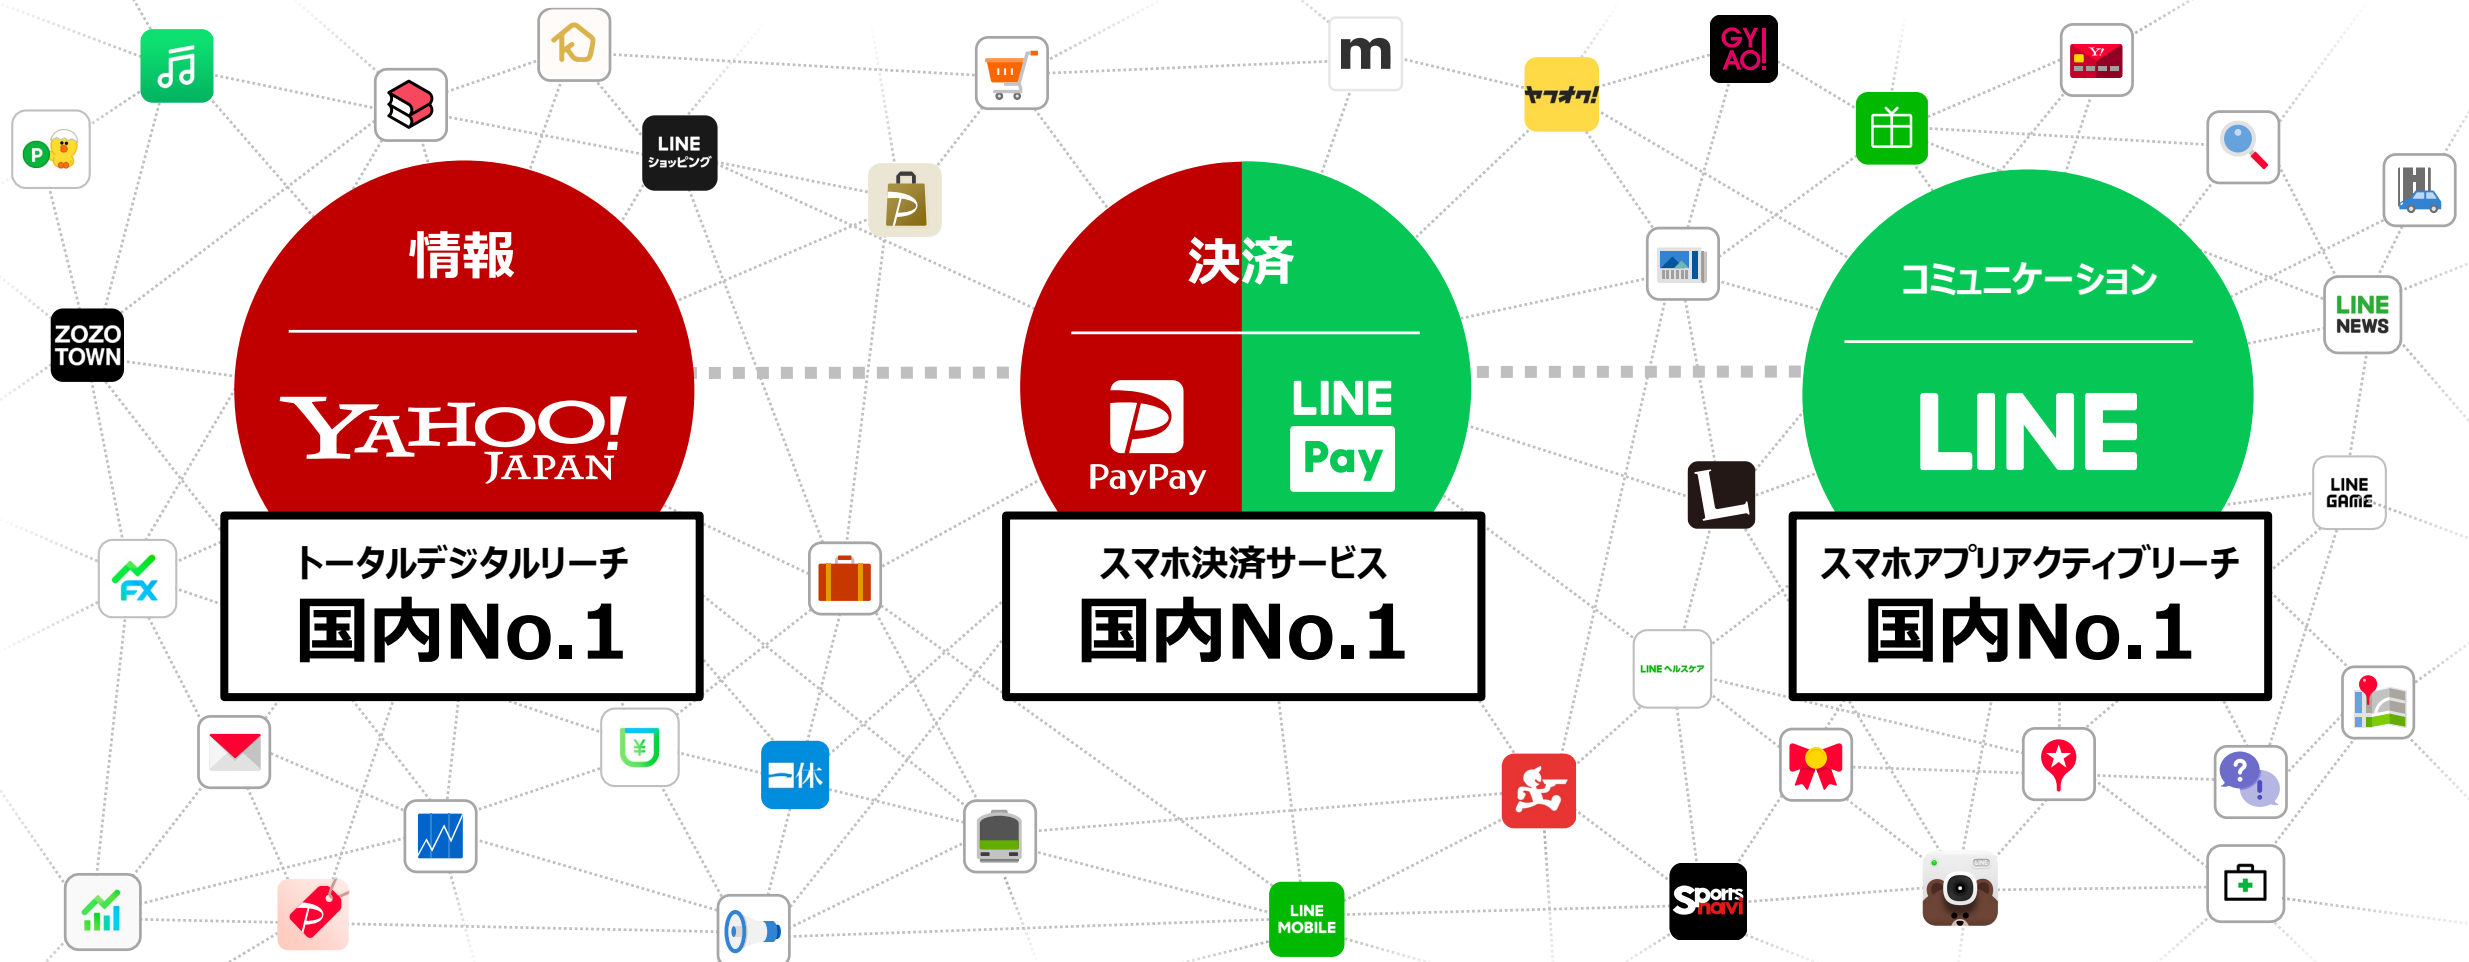 m
GY
AO!
ヤフオク!
Y!
LINE
ショッピング
P
P
情報
決済
コミュニケーション
LINE
NEWS
ZOZO
TOWN
YAHOO!
JAPAN
PayPay
LINE
Pay
LINE
L
LINE
GAME
FX
トータルデジタルリーチ
国内No.1
スマホ決済サービス
国内No.1
スマホアプリアクティブリーチ
国内No.1
LINE ヘルスケア
¥
一休
?
!
P
LINE
MOBILE
Sports
navi
LINE